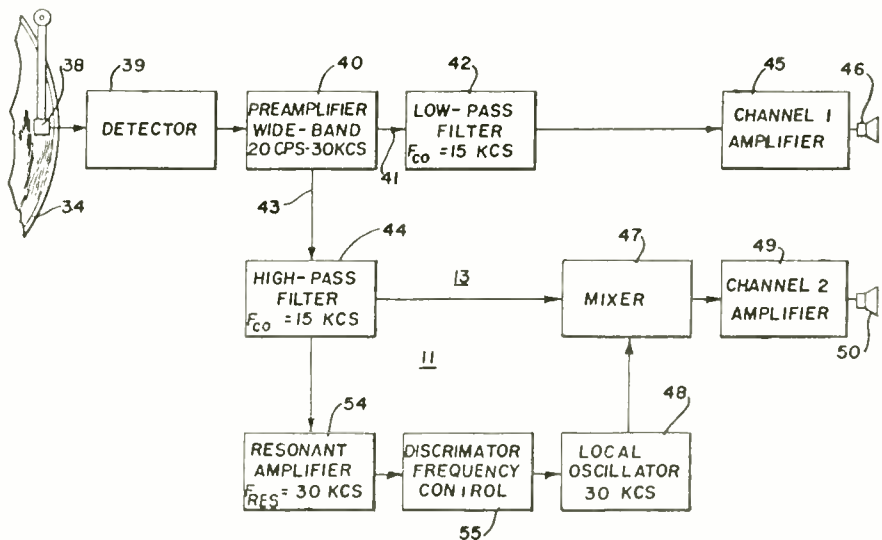 38
39
40
42
45
46
DETECTOR
PREAMPLIFIER
WIDE-BAND
20 CPS-30KCS
LOW-PASS
FILTER
FCO = 15 KCS
CHANNEL 1
AMPLIFIER
41
34
43
44
47
49
HIGH-PASS
FILTER
FCO = 15 KCS
13
MIXER
CHANNEL 2
AMPLIFIER
50
11
54
48
RESONANT
AMPLIFIER
FRES = 30 KCS
DISCRIMATOR
FREQUENCY
CONTROL
LOCAL
OSCILLATOR
30 KCS
55